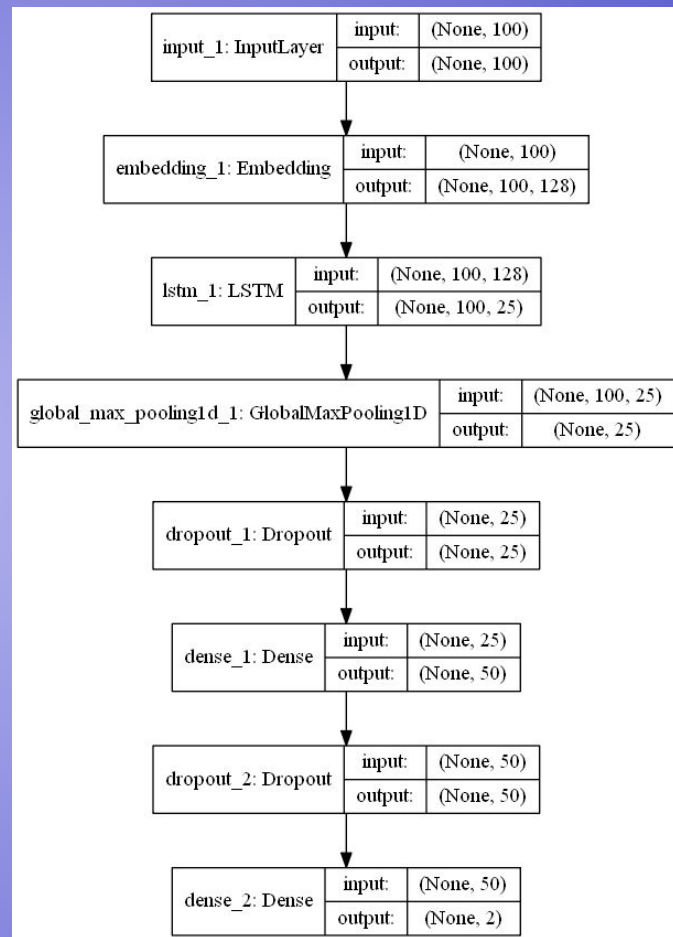 input_1: InputLayer
input: (None, 100)
output: (None, 100)
embedding_1: Embedding
input: (None, 100)
output: (None, 100, 128)
lstm_1: LSTM
input: (None, 100, 128)
output: (None, 100, 25)
global_max_pooling1d_1: GlobalMaxPooling1D
input: (None, 100, 25)
output: (None, 25)
dropout_1: Dropout
input: (None, 25)
output: (None, 25)
dense_1: Dense
input: (None, 25)
output: (None, 50)
dropout_2: Dropout
input: (None, 50)
output: (None, 50)
dense_2: Dense
input: (None, 50)
output: (None, 2)